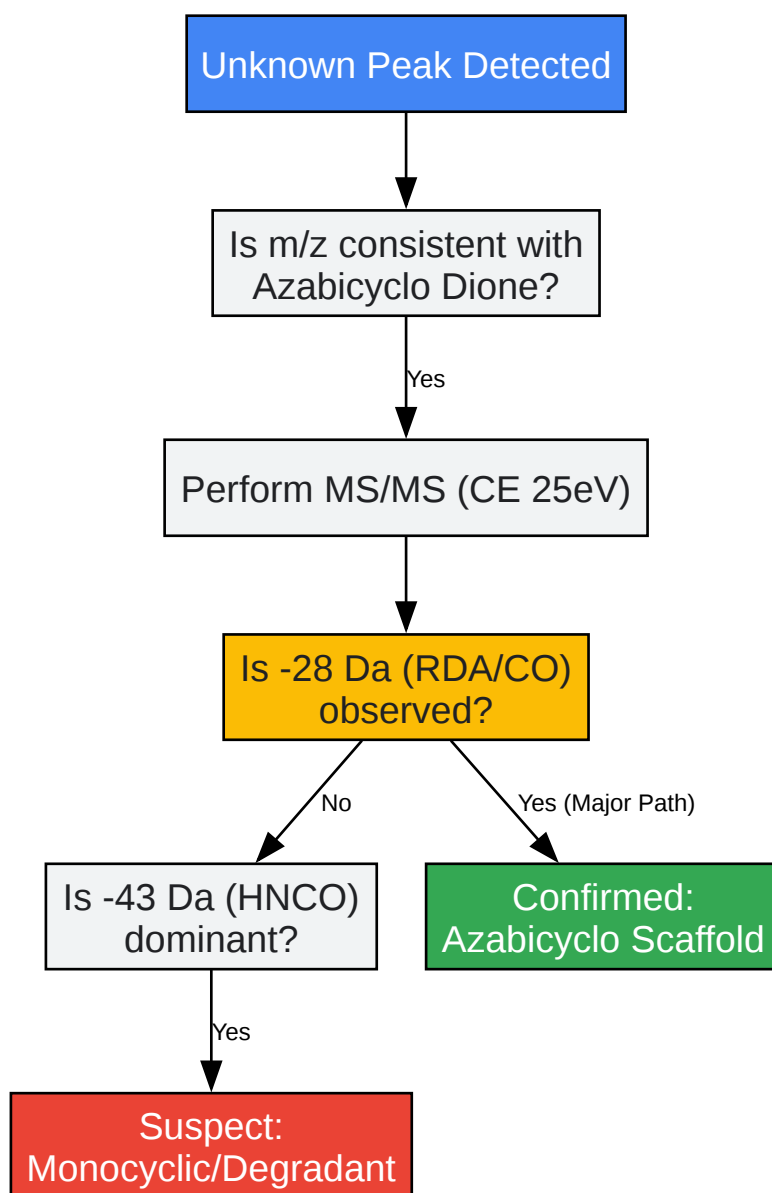 Unknown Peak Detected
Is m/z consistent with
Azabicyclo Dione?
Yes
Perform MS/MS (CE 25eV)
Is -28 Da (RDA/CO)
observed?
No
Yes (Major Path)
Is -43 Da (HNCO)
dominant?
Confirmed:
Azabicyclo Scaffold
Yes
Suspect:
Monocyclic/Degradant